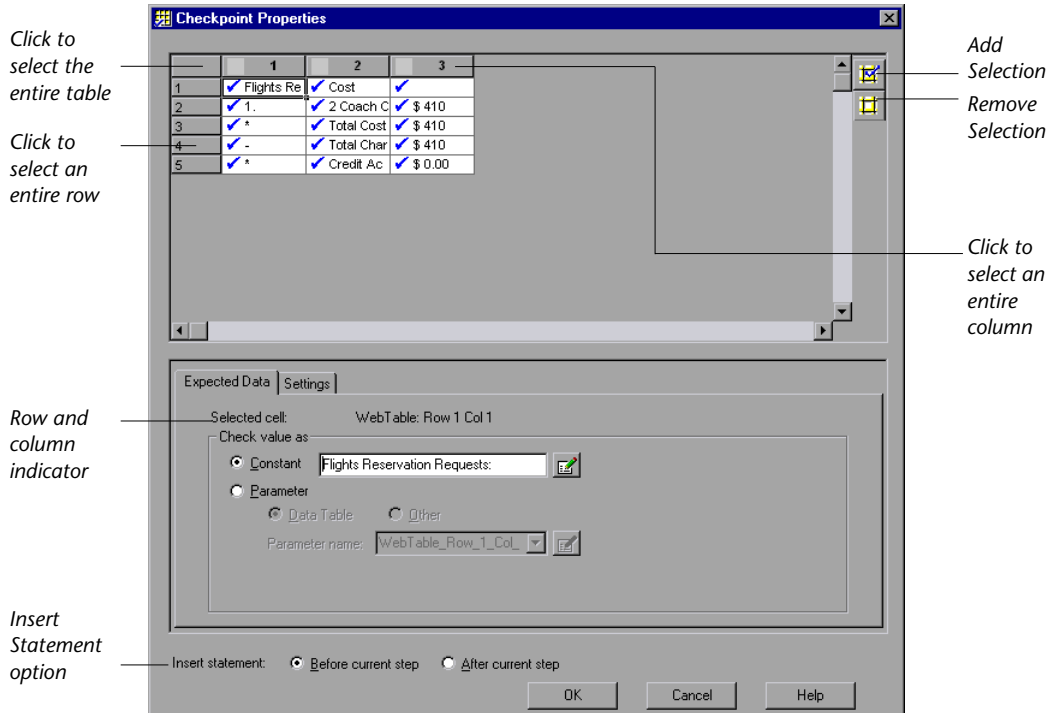 Checkpoint Properties
Click to
select the
entire table
Click to
select an
entire row
Row and
column
indicator
Insert
Statement
option
1 2 3
1 Flights Re Cost
2 1. 2 Coach C $ 410
3 * Total Cost $ 410
4 - Total Char $ 410
5 * Credit Ac $ 0.00
Add
Selection
Remove
Selection
Click to
select an
entire
column
Expected Data Settings
Selected cell: WebTable: Row 1 Col 1
Check value as
Constant Flights Reservation Requests:
Parameter
Data Table Other
Parameter name: WebTable_Row_1_Col_
Insert statement: Before current step After current step
OK Cancel Help